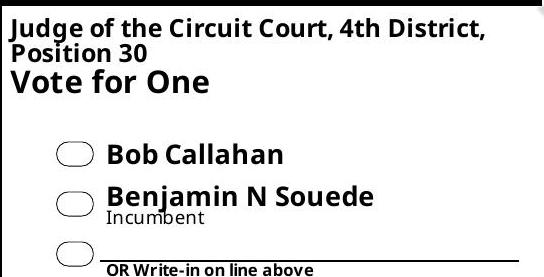 Judge of the Circuit Court, 4th District,
Position 30
Vote for One
Bob Callahan
Benjamin N Souede
Incumbent
OR Write-in on line above